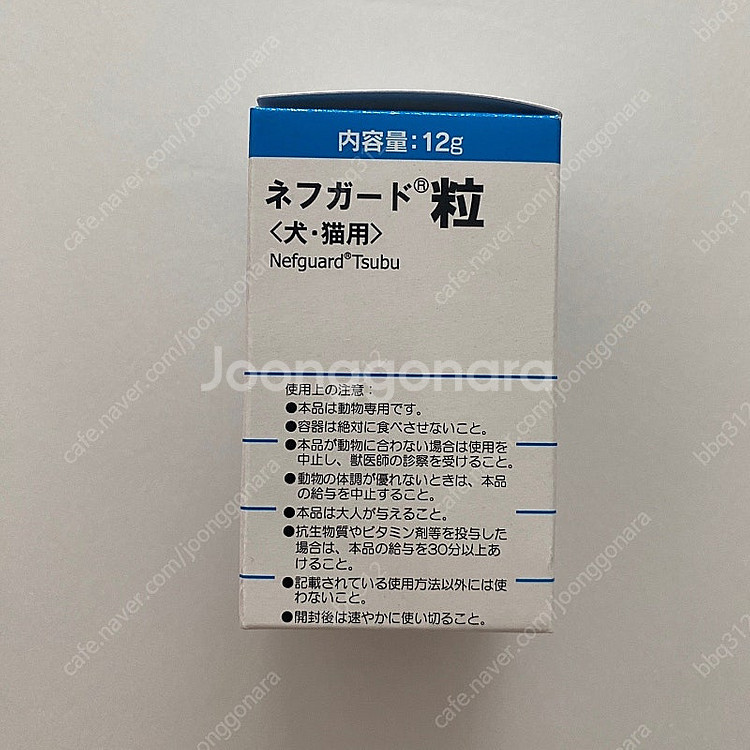 内容量:12g
ネフガード®粒
〈犬・猫用〉
Nefguard®Tsubu
Joonggonara
使用上の注意:
●本品は動物専用です。
●容器は絶対に食べさせないこと。
●本品が動物に合わない場合は使用を
中止し、獣医師の診察を受けること。
●動物の体調が優れないときは、本品
の給与を中止すること。
●本品は大人が与えること。
●抗生物質やビタミン剤等を投与した
場合は、本品の給与を30分以上あ
けること。
●記載されている使用方法以外には使
わないこと。
●開封後は速やかに使い切ること。
cafe.naver.com/joonggonara
bbq312